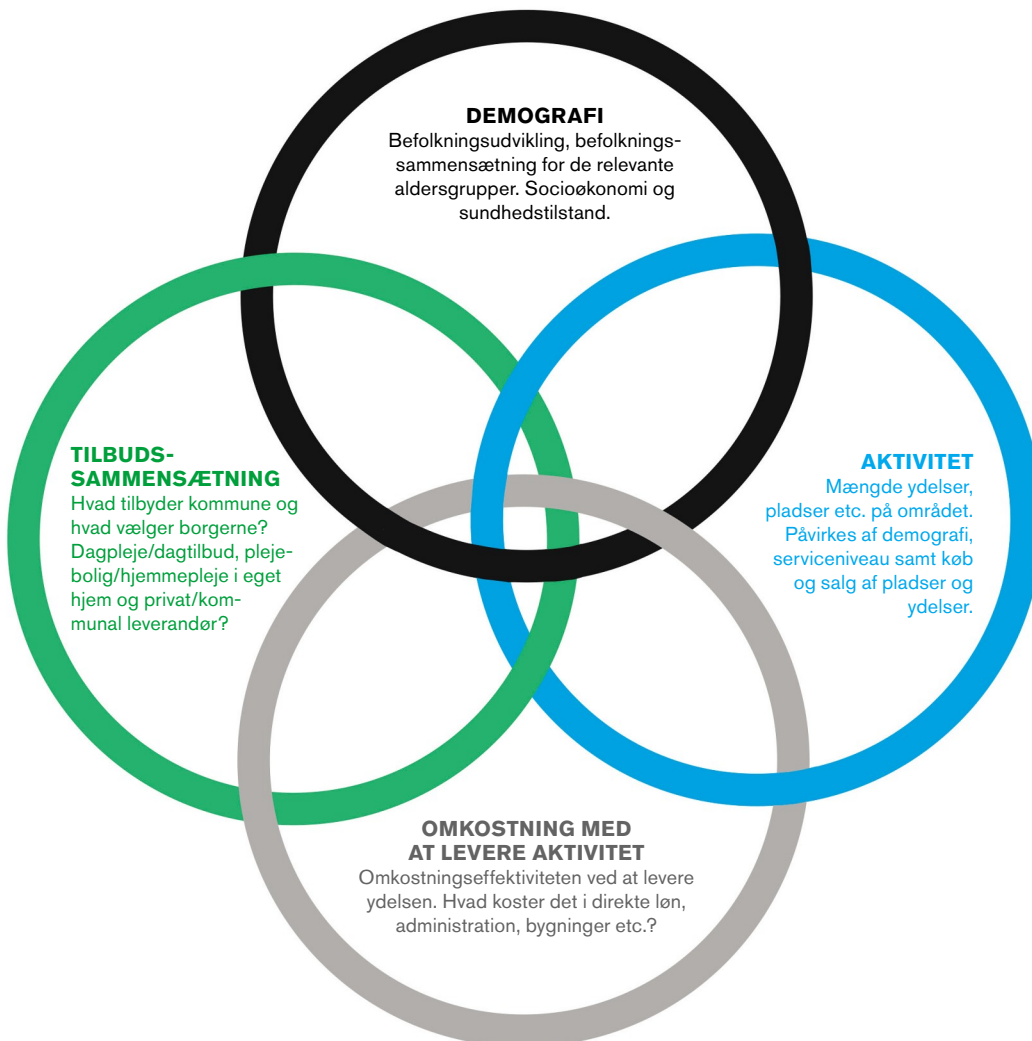 DEMOGRAFI
Befolkningsudvikling, befolknings-
sammensætning for de relevante
aldersgrupper. Socioøkonomi og
sundhedstilstand.
TILBUDS-
SAMMENSÆTNING
Hvad tilbyder kommune og
hvad vælger borgerne?
Dagpleje/dagtilbud, pleje-
bolig/hjemmepleje i eget
hjem og privat/kom-
munal leverandør?
AKTIVITET
Mængde ydelser,
pladser etc. på området.
Påvirkes af demografi,
serviceniveau samt køb
og salg af pladser og
ydelser.
OMKOSTNING MED
AT LEVERE AKTIVITET
Omkostningseffektiviteten ved at levere
ydelsen. Hvad koster det i direkte løn,
administration, bygninger etc.?